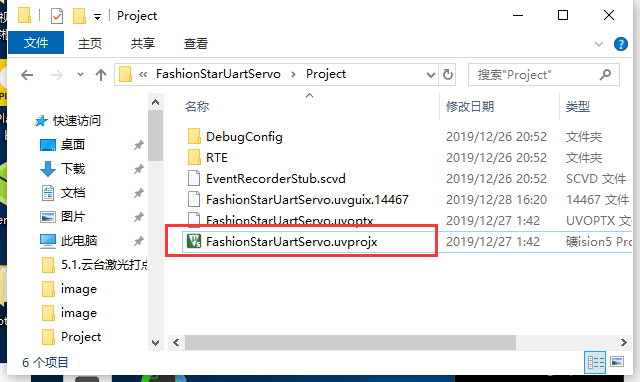 Project
文件
主页
共享
查看
« FashionStarUartServo > Project
搜索"Project"
名称
修改日期
类型
快速访问
桌面
下载
文档
图片
此电脑
5.1.云台激光打点
image
image
Project
DebugConfig 2019/12/26 20:52 文件夹
RTE 2019/12/26 20:52 文件夹
EventRecorderStub.scvd 2019/12/26 20:52 SCVD 文件
FashionStarUartServo.uvguix.14467 2019/12/28 16:20 14467 文件
FashionStarUartServo.uvoptx 2019/12/27 1:42 UVOPTX 文件
FashionStarUartServo.uvprojx 2019/12/27 1:42 礦ision5 Pro
6 个项目